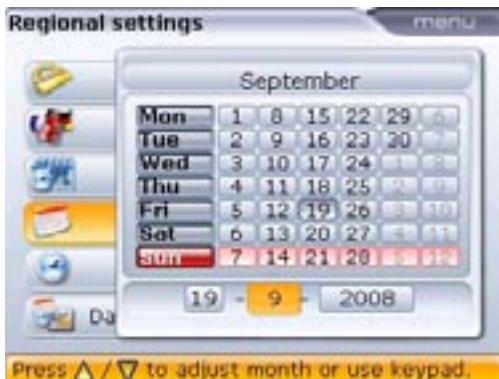 Regional settings menu
September
Mon 1 8 15 22 29 6
Tue 2 9 16 23 30 7
Wed 3 10 17 24 1 8
Thu 4 11 18 25 2 9
Fri 5 12 19 26 3 10
Sat 6 13 20 27 4 11
Sun 7 14 21 28 5 12
Da
19 - 9 - 2008
Press △ / ▽ to adjust month or use keypad.